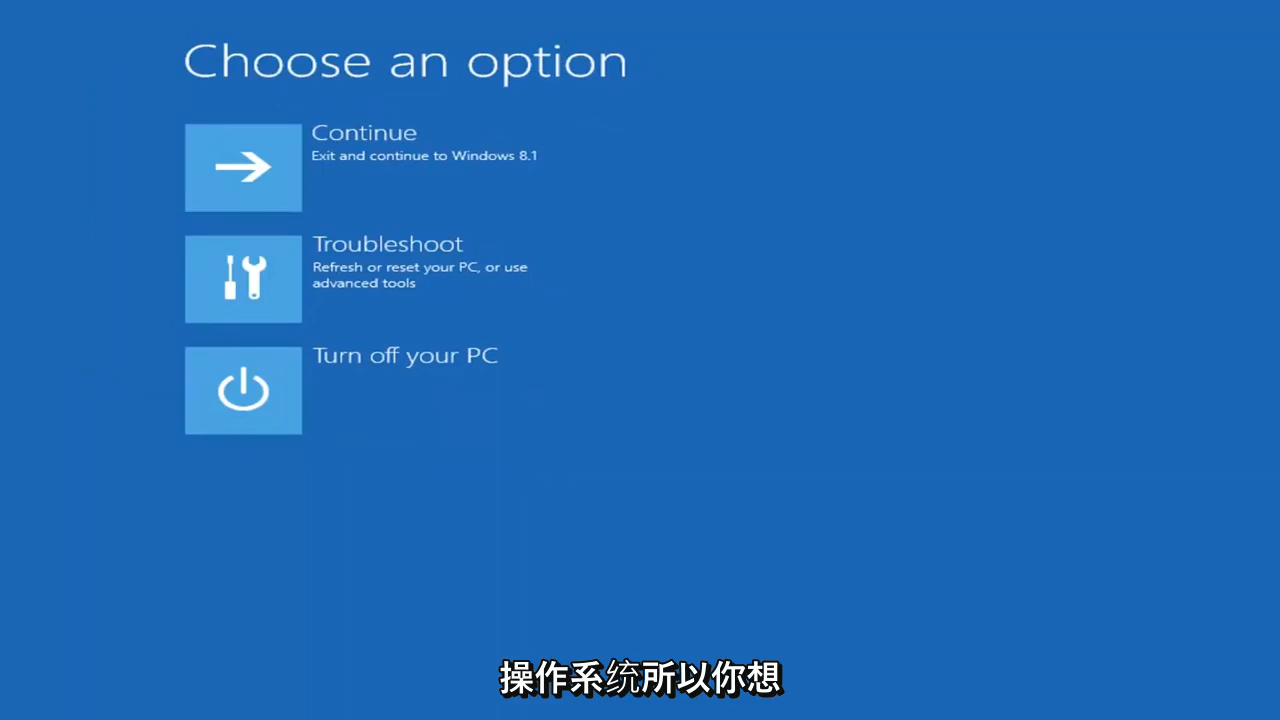 Choose an option
Continue
Exit and continue to Windows 8.1
Troubleshoot
Refresh or reset your PC, or use
advanced tools
Turn off your PC
操作系统所以你想